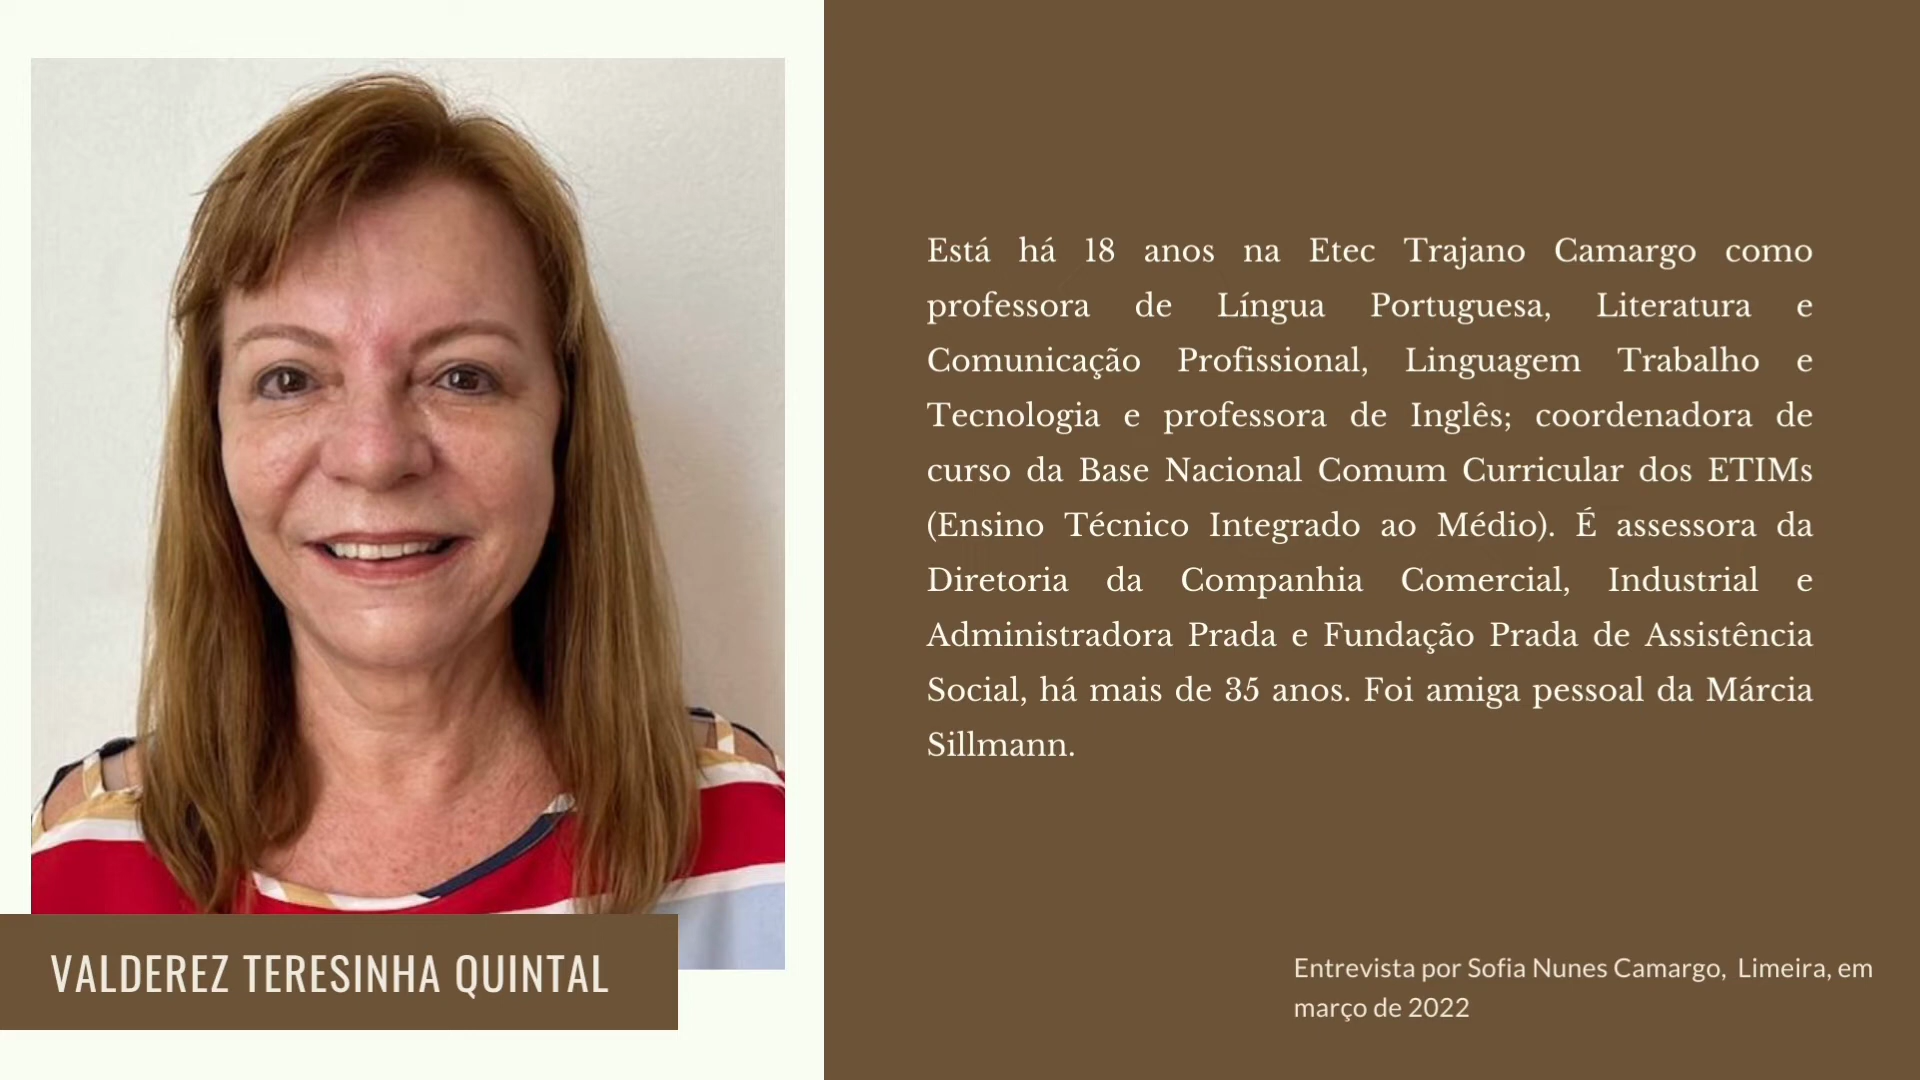 VALDEREZ TERESINHA QUINTAL
Está há 18 anos na Etec Trajano Camargo como
professora de Língua Portuguesa, Literatura e
Comunicação Profissional, Linguagem Trabalho e
Tecnologia e professora de Inglês; coordenadora de
curso da Base Nacional Comum Curricular dos ETIMs
(Ensino Técnico Integrado ao Médio). É assessora da
Diretoria da Companhia Comercial, Industrial e
Administradora Prada e Fundação Prada de Assistência
Social, há mais de 35 anos. Foi amiga pessoal da Márcia
Sillmann.
Entrevista por Sofia Nunes Camargo, Limeira, em
março de 2022